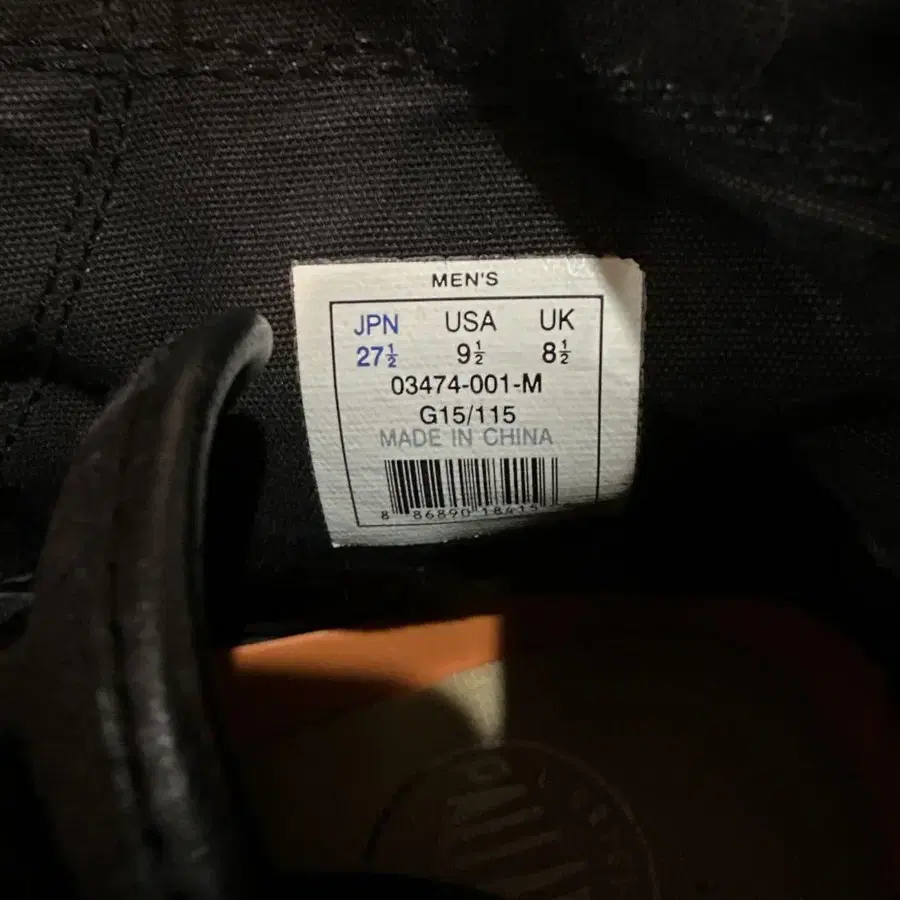 MEN'S
JPN USA UK
27½ 9½ 8½
03474-001-M
G15/115
MADE IN CHINA
8 86890 18415